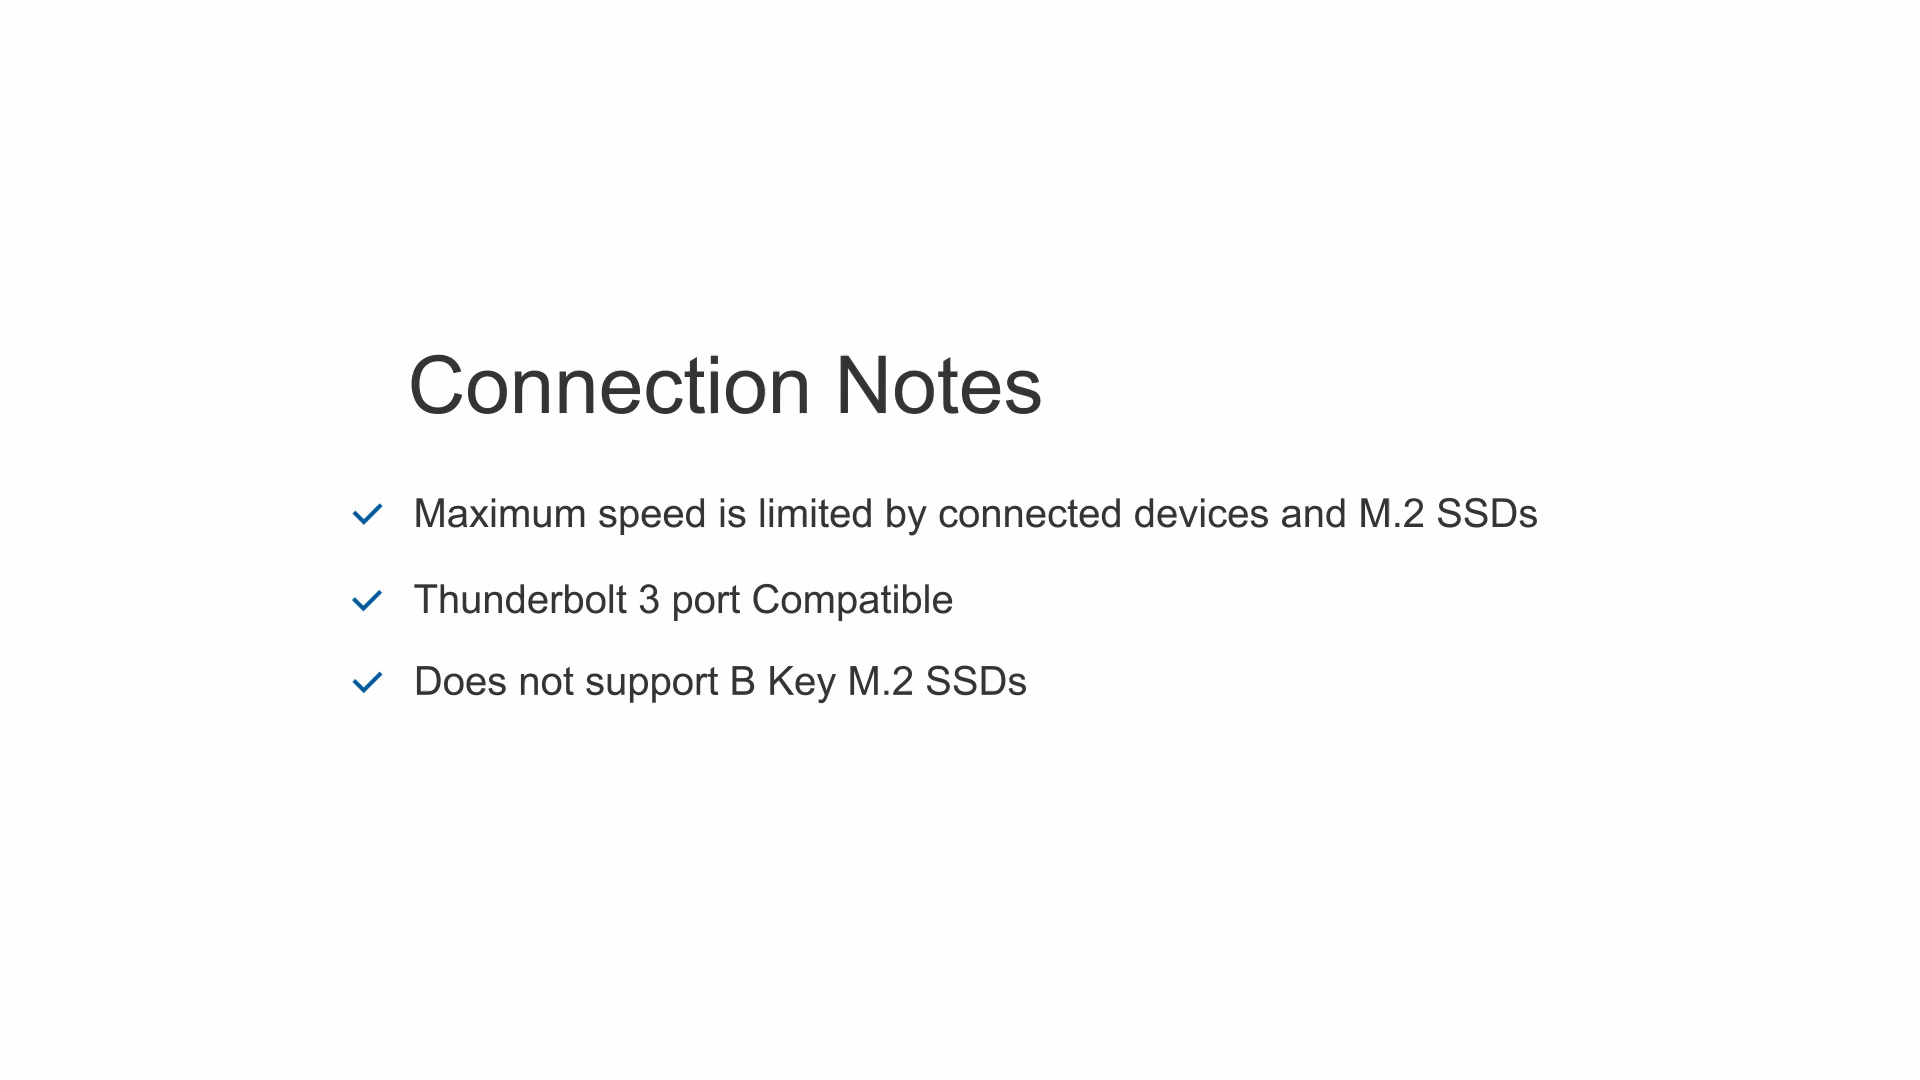 Connection Notes
Maximum speed is limited by connected devices and M.2 SSDs
Thunderbolt 3 port Compatible
Does not support B Key M.2 SSDs